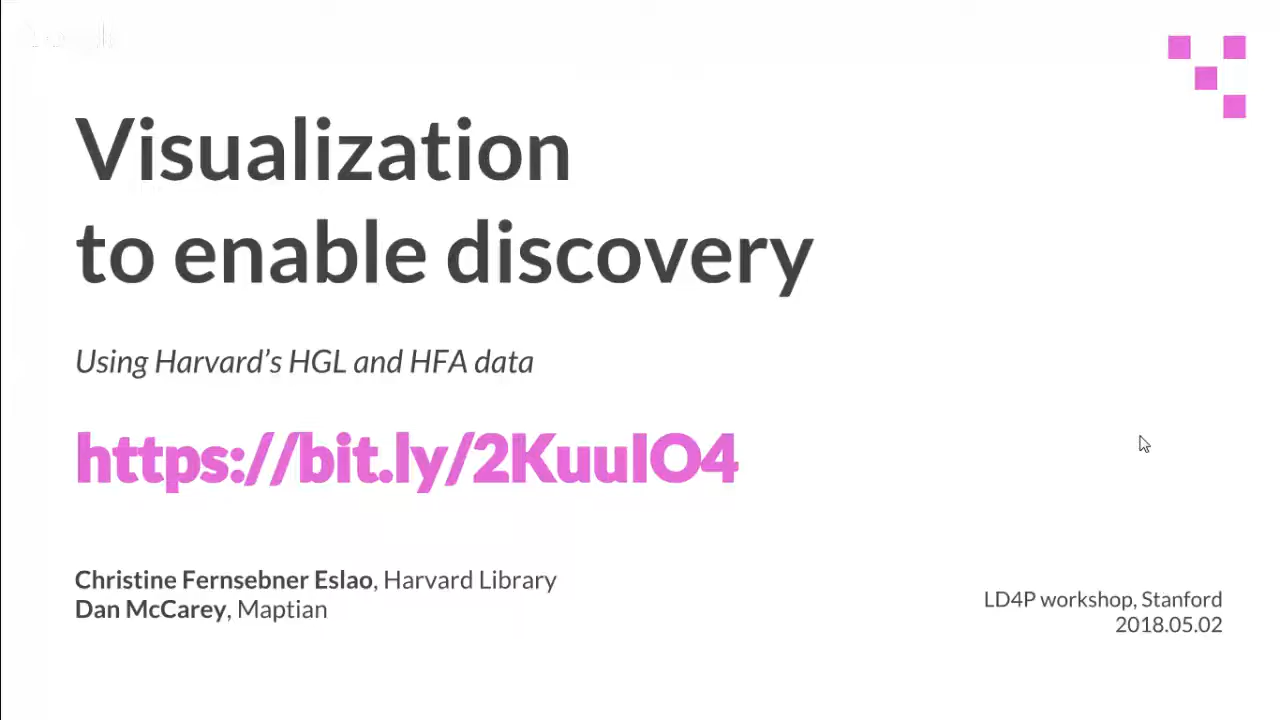 Visualization
to enable discovery
Using Harvard's HGL and HFA data
https://bit.ly/2KuuIO4
Christine Fernsebner Eslao, Harvard Library
Dan McCarey, Maptian
LD4P workshop, Stanford
2018.05.02